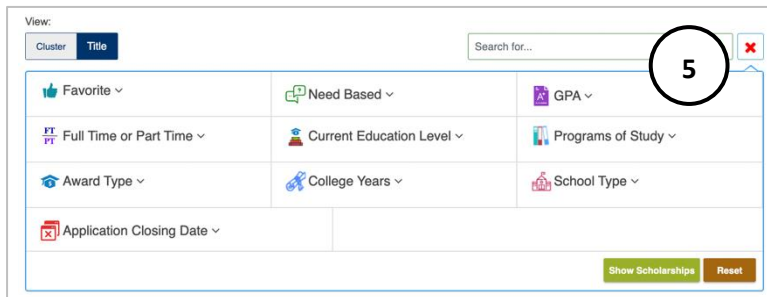 View:
Cluster Title Search for... 5
Favorite Need Based GPA
FT Full Time or Part Time Current Education Level Programs of Study
PT
Award Type College Years School Type
Application Closing Date
Show Scholarships Reset